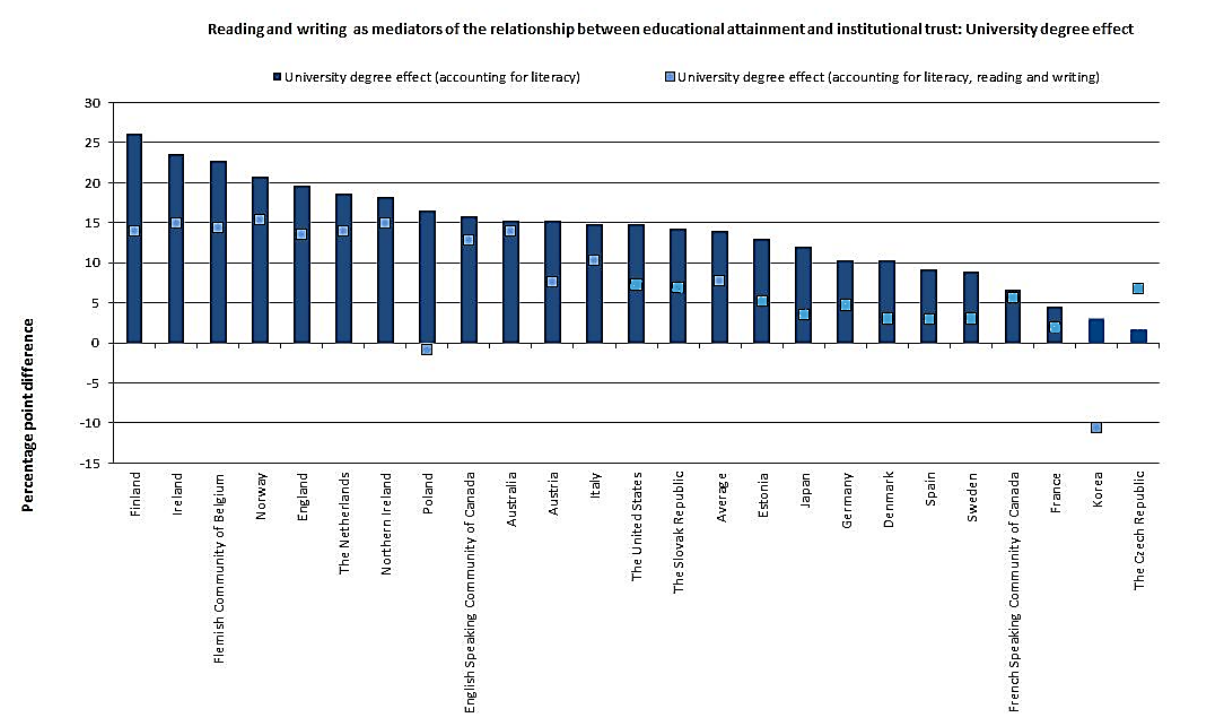 Reading and writing as mediators of the relationship between educational attainment and institutional trust: University degree effect
University degree effect (accounting for literacy)
University degree effect (accounting for literacy, reading and writing)
30
25
20
15
10
5
0
-5
-10
-15
Percentage point difference
Finland
Ireland
Flemish Community of Belgium
Norway
England
The Netherlands
Northern Ireland
Poland
English Speaking Community of Canada
Australia
Austria
Italy
The United States
The Slovak Republic
Average
Estonia
Japan
Germany
Denmark
Spain
Sweden
French Speaking Community of Canada
France
Korea
The Czech Republic